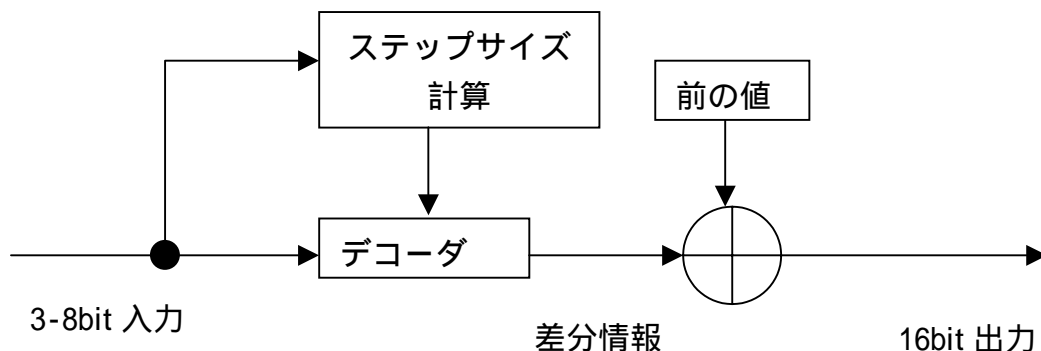 ステップサイズ
計算
前の値
デコーダ
3-8bit 入力
差分情報
16bit 出力